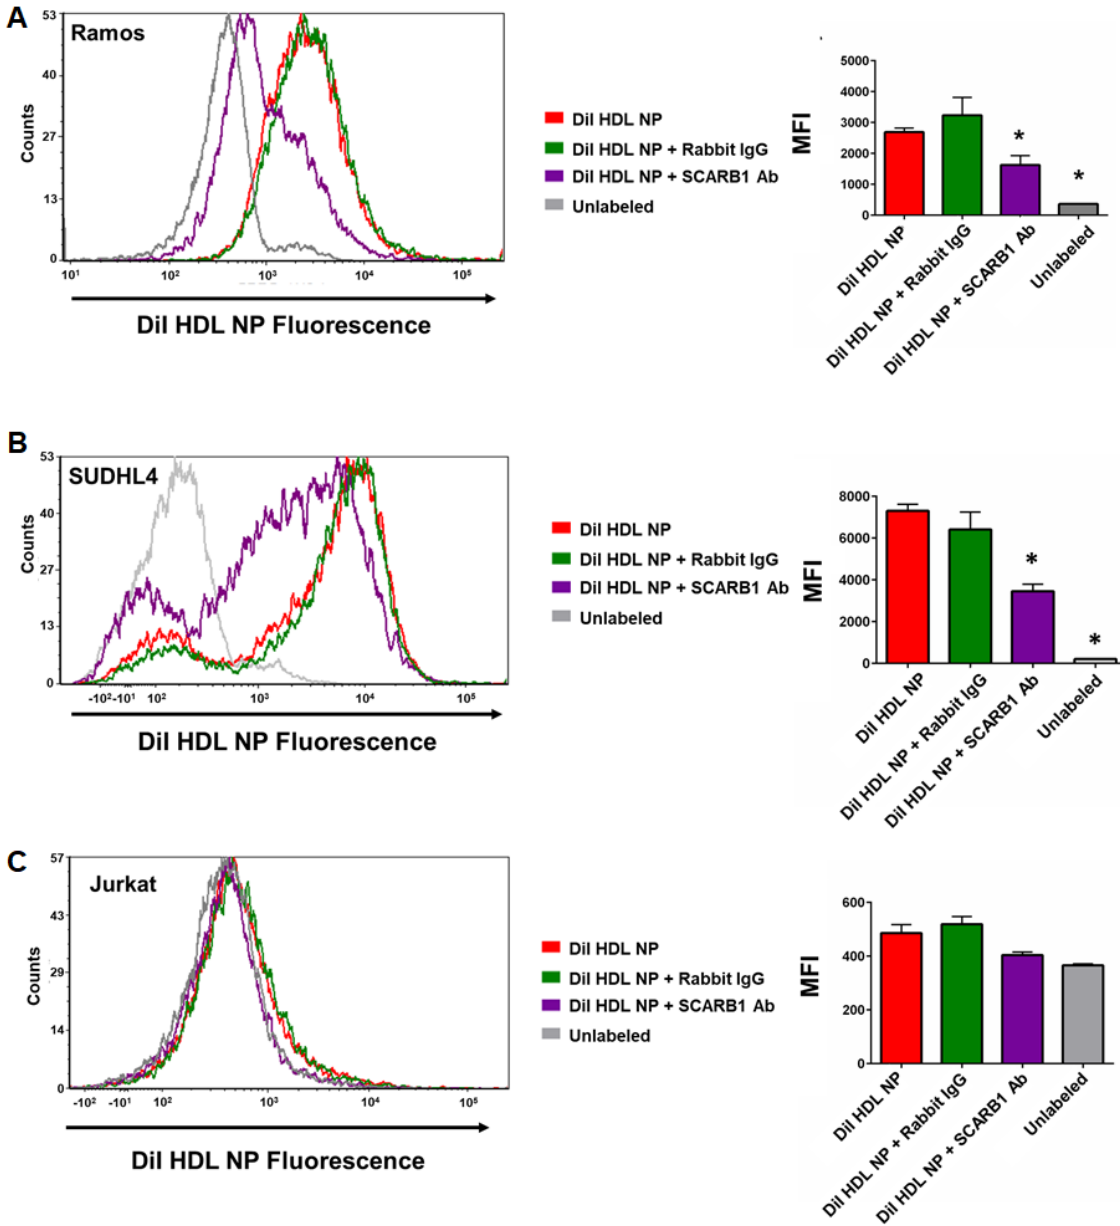 A
Ramos
53
40
27
13
0
Counts
10¹
10²
10³
10⁴
10⁵
DiI HDL NP Fluorescence
DiI HDL NP
DiI HDL NP + Rabbit IgG
DiI HDL NP + SCARB1 Ab
Unlabeled
MFI
5000
4000
3000
2000
1000
0
*
*
DiI HDL NP
DiI HDL NP + Rabbit IgG
DiI HDL NP + SCARB1 Ab
Unlabeled
B
SUDHL4
53
40
27
13
0
Counts
-10²
-10¹
10²
10³
10⁴
10⁵
DiI HDL NP Fluorescence
DiI HDL NP
DiI HDL NP + Rabbit IgG
DiI HDL NP + SCARB1 Ab
Unlabeled
MFI
8000
6000
4000
2000
0
*
*
DiI HDL NP
DiI HDL NP + Rabbit IgG
DiI HDL NP + SCARB1 Ab
Unlabeled
C
Jurkat
57
43
29
14
0
Counts
-10²
-10¹
10²
10³
10⁴
10⁵
DiI HDL NP Fluorescence
DiI HDL NP
DiI HDL NP + Rabbit IgG
DiI HDL NP + SCARB1 Ab
Unlabeled
MFI
600
400
200
0
DiI HDL NP
DiI HDL NP + Rabbit IgG
DiI HDL NP + SCARB1 Ab
Unlabeled